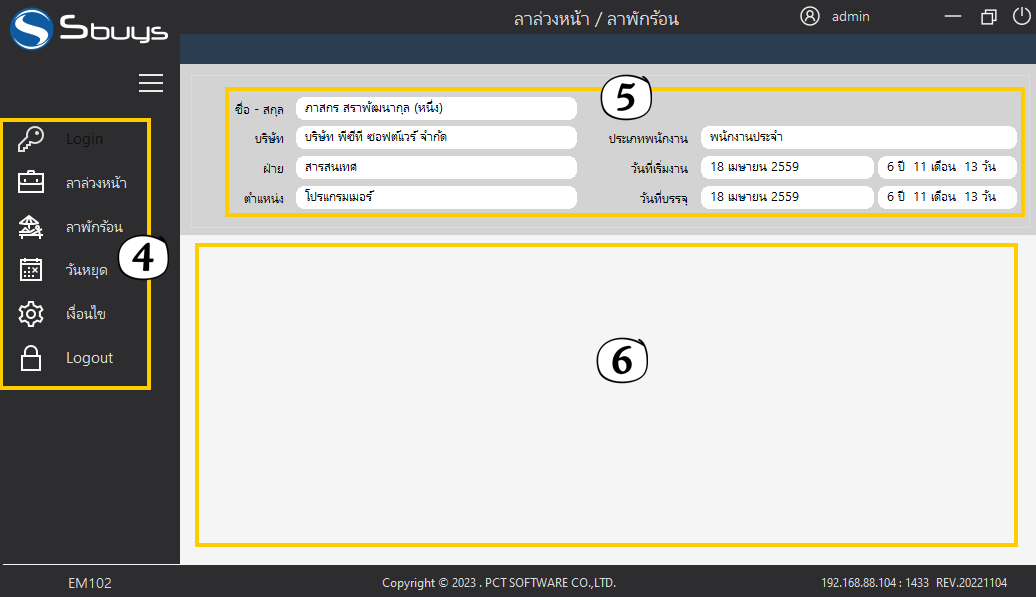 Sbuys
ลาล่วงหน้า / ลาพักร้อน
admin
Login
ลาล่วงหน้า
ลาพักร้อน
วันหยุด
เงื่อนไข
Logout
4
5
ชื่อ - สกุล ภาสกร สราพัฒนากุล (หนึ่ง)
บริษัท บริษัท พีซีที ซอฟต์แวร์ จำกัด ประเภทพนักงาน พนักงานประจำ
ฝ่าย สารสนเทศ วันที่เริ่มงาน 18 เมษายน 2559 6 ปี 11 เดือน 13 วัน
ตำแหน่ง โปรแกรมเมอร์ วันที่บรรจุ 18 เมษายน 2559 6 ปี 11 เดือน 13 วัน
6
EM102 Copyright © 2023 . PCT SOFTWARE CO.,LTD. 192.168.88.104 : 1433 REV.20221104